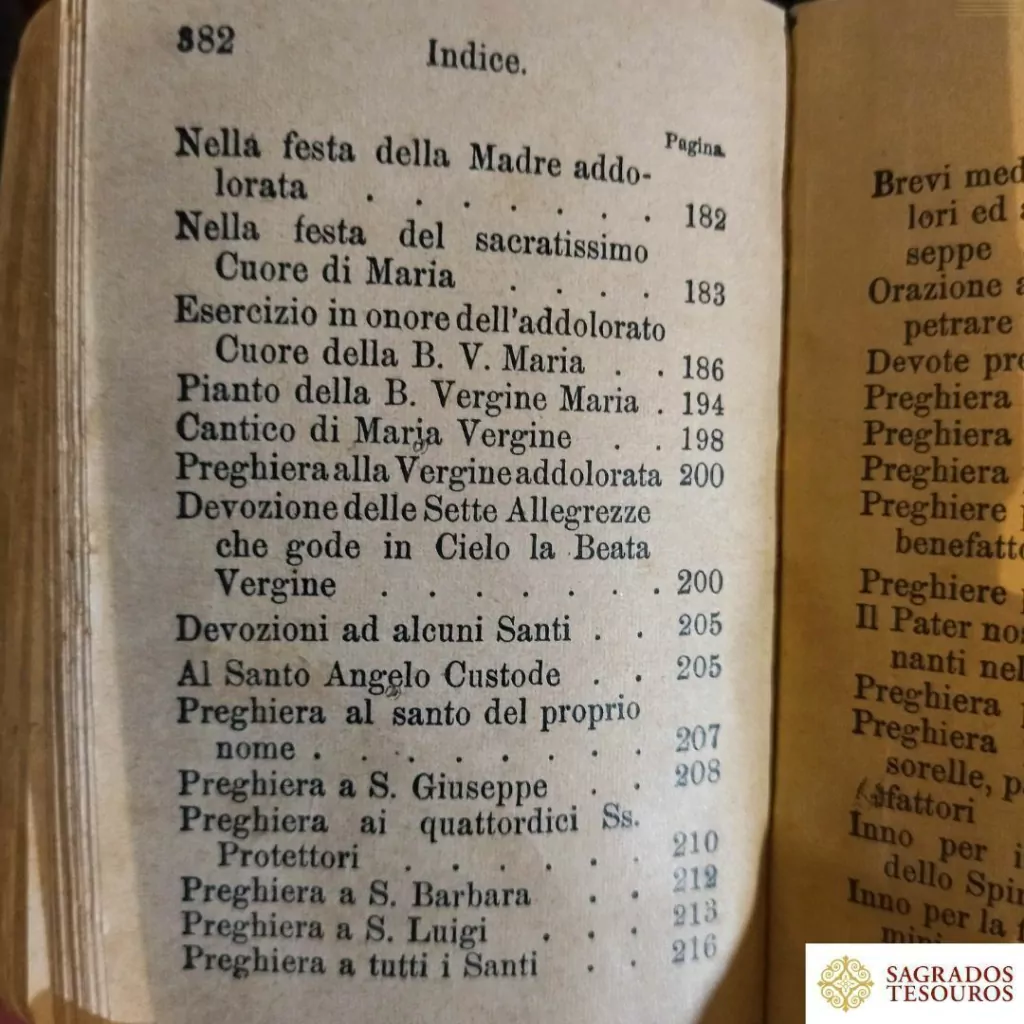 382
Indice.
Pagina
Nella festa della Madre addo-
lorata . . . . . . . 182
Nella festa del sacratissimo
Cuore di Maria . . . . 183
Esercizio in onore dell'addolorato
Cuore della B. V. Maria . . 186
Pianto della B. Vergine Maria . 194
Cantico di Maria Vergine . . 198
Preghiera alla Vergine addolorata 200
Devozione delle Sette Allegrezze
che gode in Cielo la Beata
Vergine . . . . . . . 200
Devozioni ad alcuni Santi . . 205
Al Santo Angelo Custode . . 205
Preghiera al santo del proprio
nome . . . . . . . . 207
Preghiera a S. Giuseppe . . 208
Preghiera ai quattordici Ss.
Protettori . . . . . . 210
Preghiera a S. Barbara . . 212
Preghiera a S. Luigi . . . 213
Preghiera a tutti i Santi . . 216
Brevi med
lori ed a
seppe
Orazione a
petrare
Devote pre
Preghiera
Preghiera
Preghiera
Preghiere
benefatto
Preghiere
Il Pater nos
nanti nel
Preghiera
Preghiera
sorelle, p
fattori
Inno per i
dello Spir
Inno per la
mini
SAGRADOS
TESOUROS